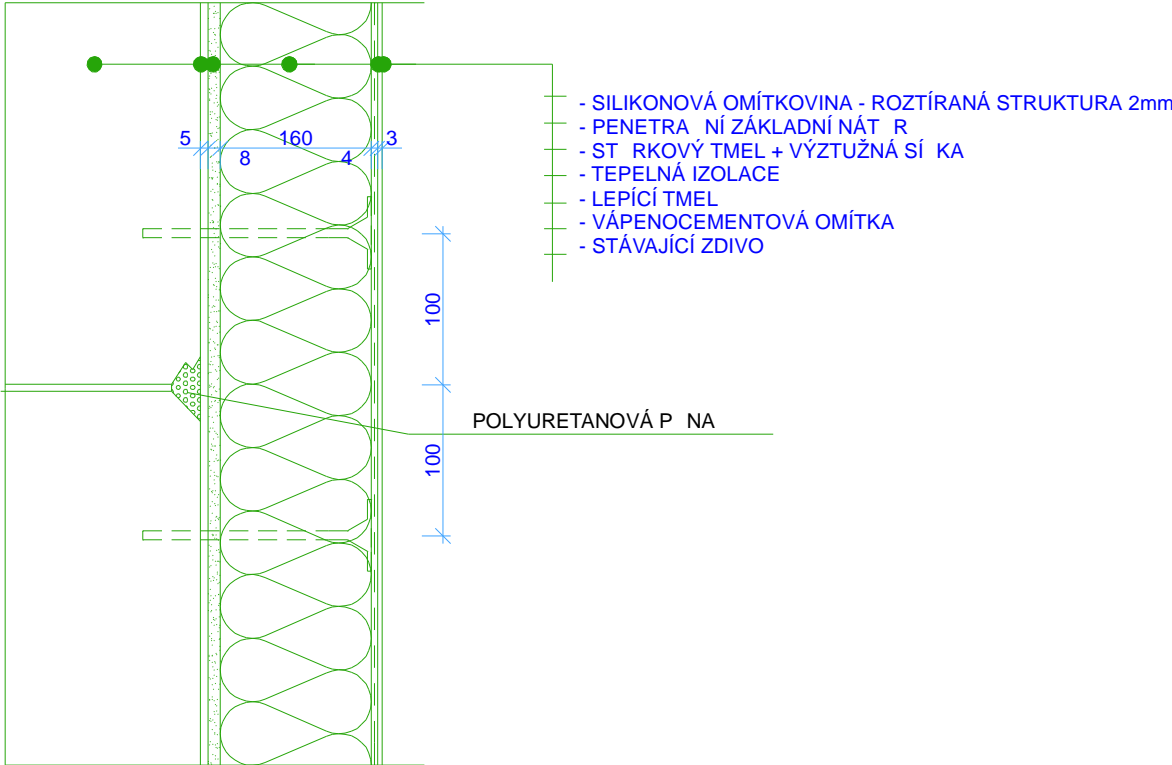 - SILIKONOVÁ OMÍTKOVINA - ROZTÍRANÁ STRUKTURA 2mm
- PENETRA NÍ ZÁKLADNÍ NÁT R
- ST RKOVÝ TMEL + VÝZTUŽNÁ SÍ KA
- TEPELNÁ IZOLACE
- LEPÍCÍ TMEL
- VÁPENOCEMENTOVÁ OMÍTKA
- STÁVAJÍCÍ ZDIVO
5 160 3
8 4
100
POLYURETANOVÁ P NA
100